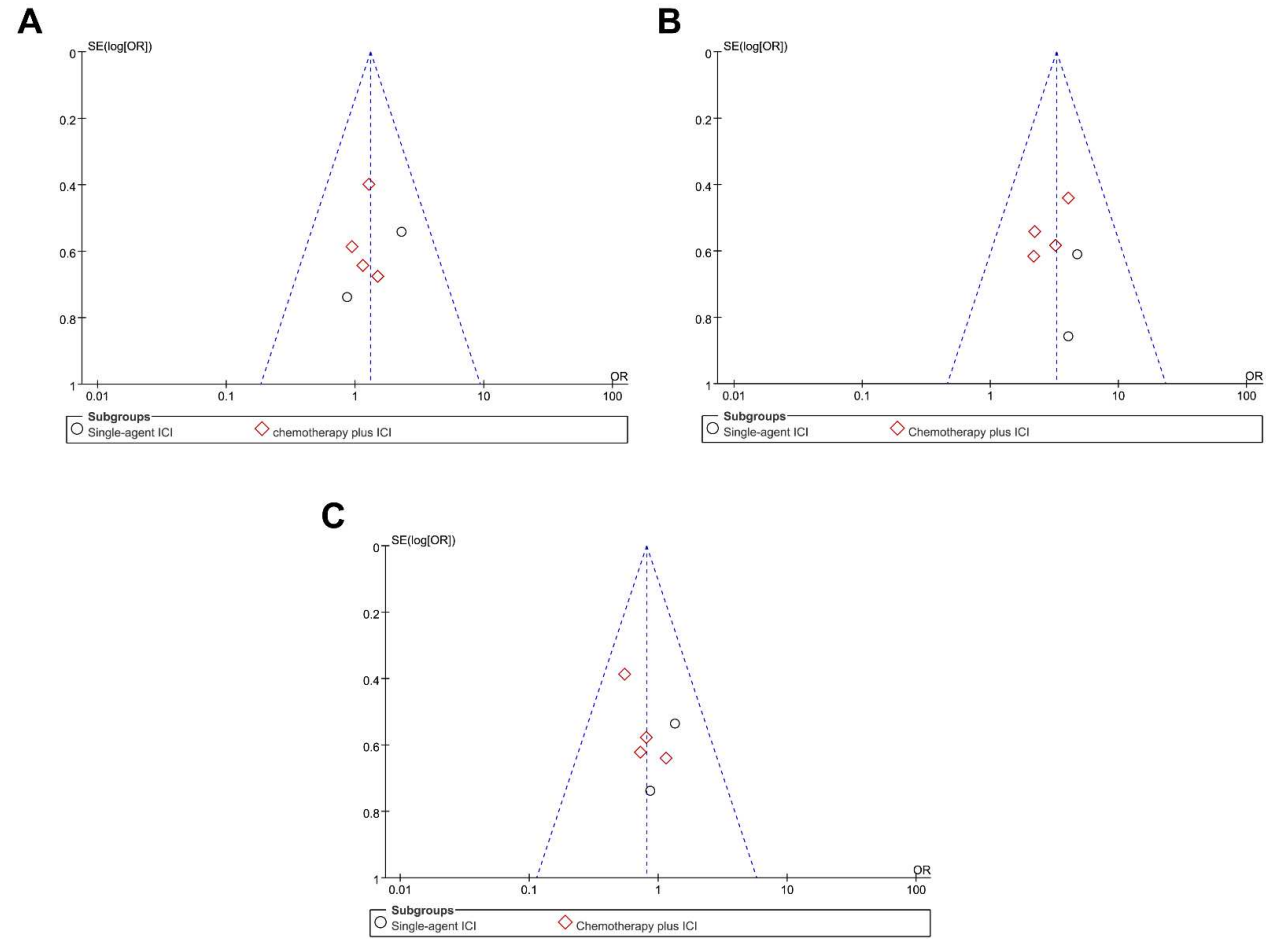 A
SE(log[OR])
0
0.2
0.4
0.6
0.8
1
OR
0.01 0.1 1 10 100
Subgroups
Single-agent ICI chemotherapy plus ICI
B
SE(log[OR])
0
0.2
0.4
0.6
0.8
1
OR
0.01 0.1 1 10 100
Subgroups
Single-agent ICI Chemotherapy plus ICI
C
SE(log[OR])
0
0.2
0.4
0.6
0.8
1
OR
0.01 0.1 1 10 100
Subgroups
Single-agent ICI Chemotherapy plus ICI